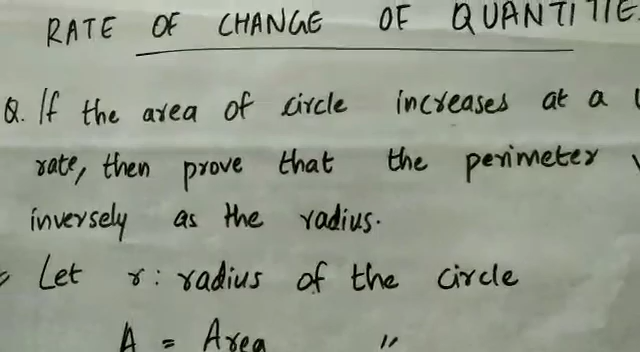 RATE OF CHANGE OF QUANTITIE
Q. If the area of circle increases at a
rate, then prove that the perimeter
inversely as the radius.
Let r: radius of the circle
A = Area "